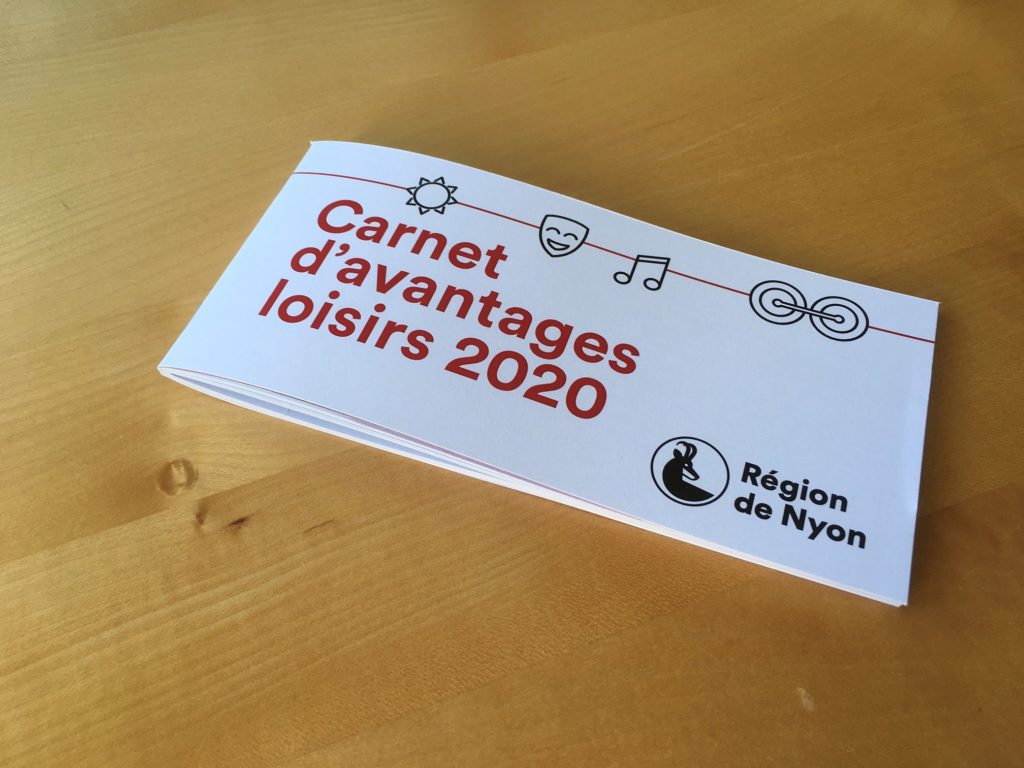 Carnet
d'avantages
loisirs 2020
Région
de Nyon